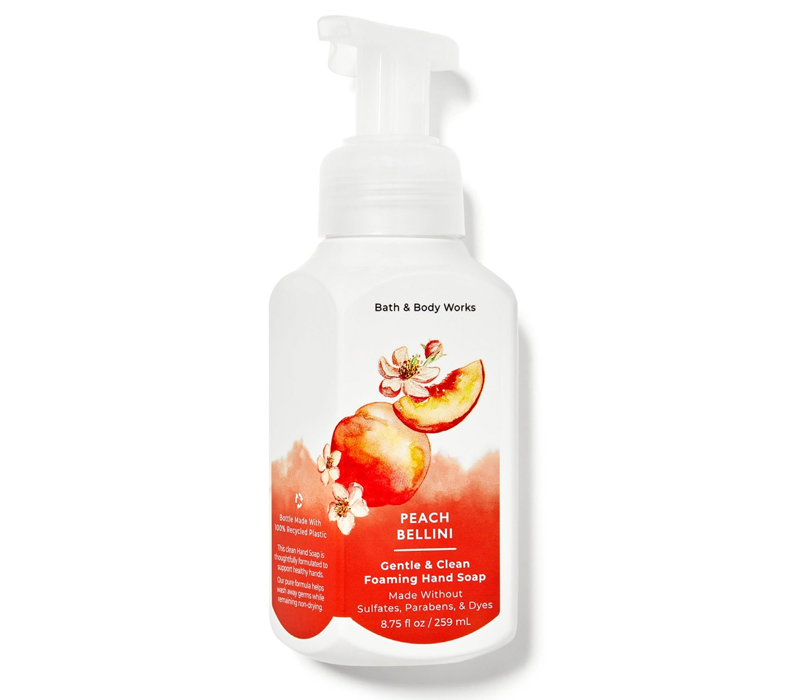 Bath & Body Works
PEACH
BELLINI
Gentle & Clean
Foaming Hand Soap
Made Without
Sulfates, Parabens, & Dyes
8.75 fl oz / 259 mL
Bottle Made With
100% Recycled Plastic
This clean Hand Soap is
thoughtfully formulated to
support healthy hands.
Our pure formula helps
wash away germs while
remaining non-drying.